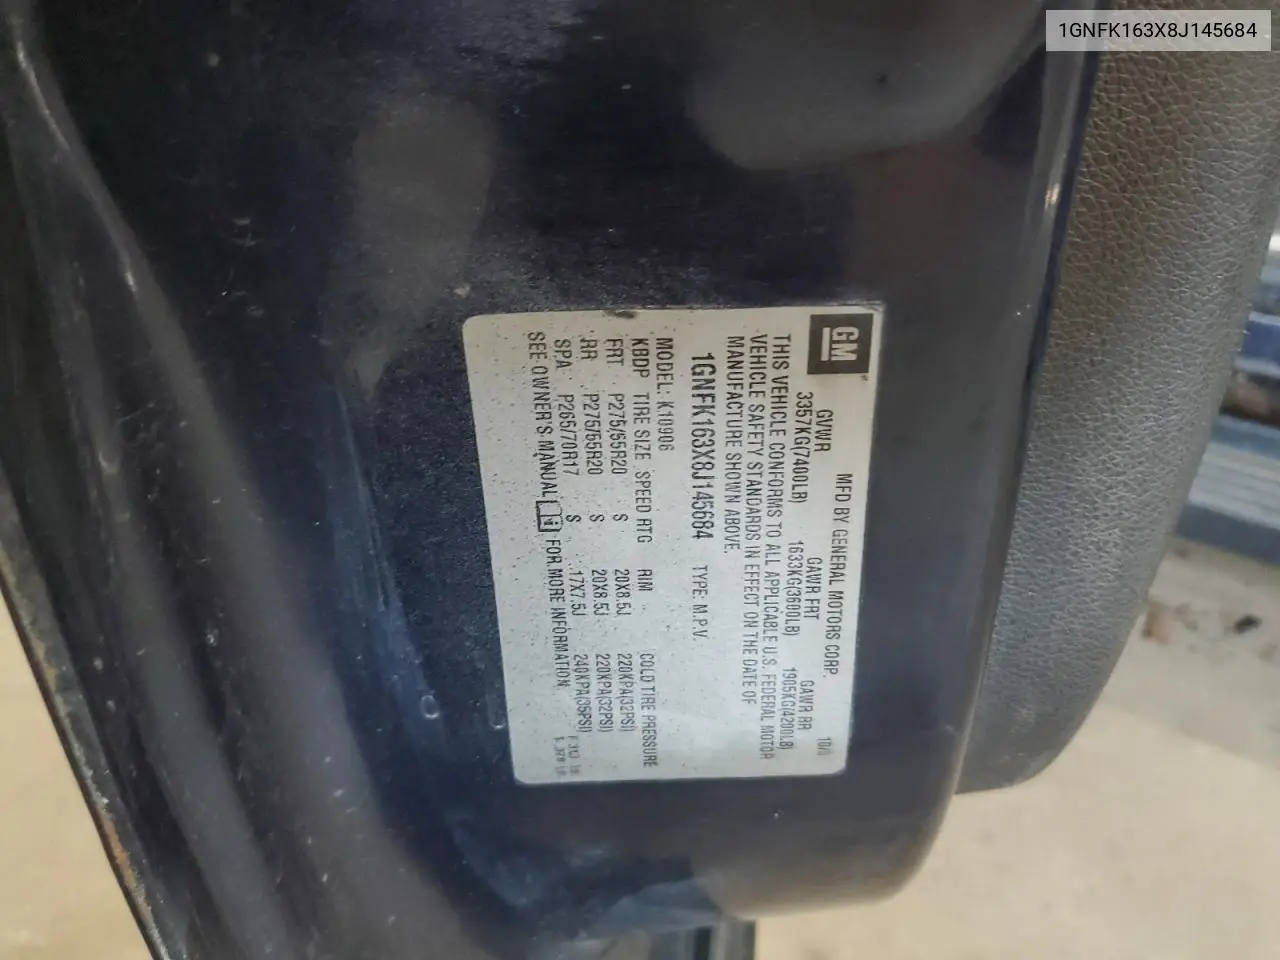 1GNFK163X8J145684
GM
MFD BY GENERAL MOTORS CORP.
GVWR GAWR FRT GAWR RR
3357KG(7400LB) 1633KG(3600LB) 1905KG(4200LB)
THIS VEHICLE CONFORMS TO ALL APPLICABLE U.S. FEDERAL MOTOR
VEHICLE SAFETY STANDARDS IN EFFECT ON THE DATE OF
MANUFACTURE SHOWN ABOVE.
1GNFK163X8J145684 TYPE: M.P.V.
MODEL: K10906
KBDP TIRE SIZE SPEED RTG RIM COLD TIRE PRESSURE
FRT P275/55R20 S 20X8.5J 220KPA(32PSI)
RR P275/55R20 S 20X8.5J 220KPA(32PSI)
SPA P265/70R17 S 17X7.5J 240KPA(35PSI)
SEE OWNER'S MANUAL FOR MORE INFORMATION.